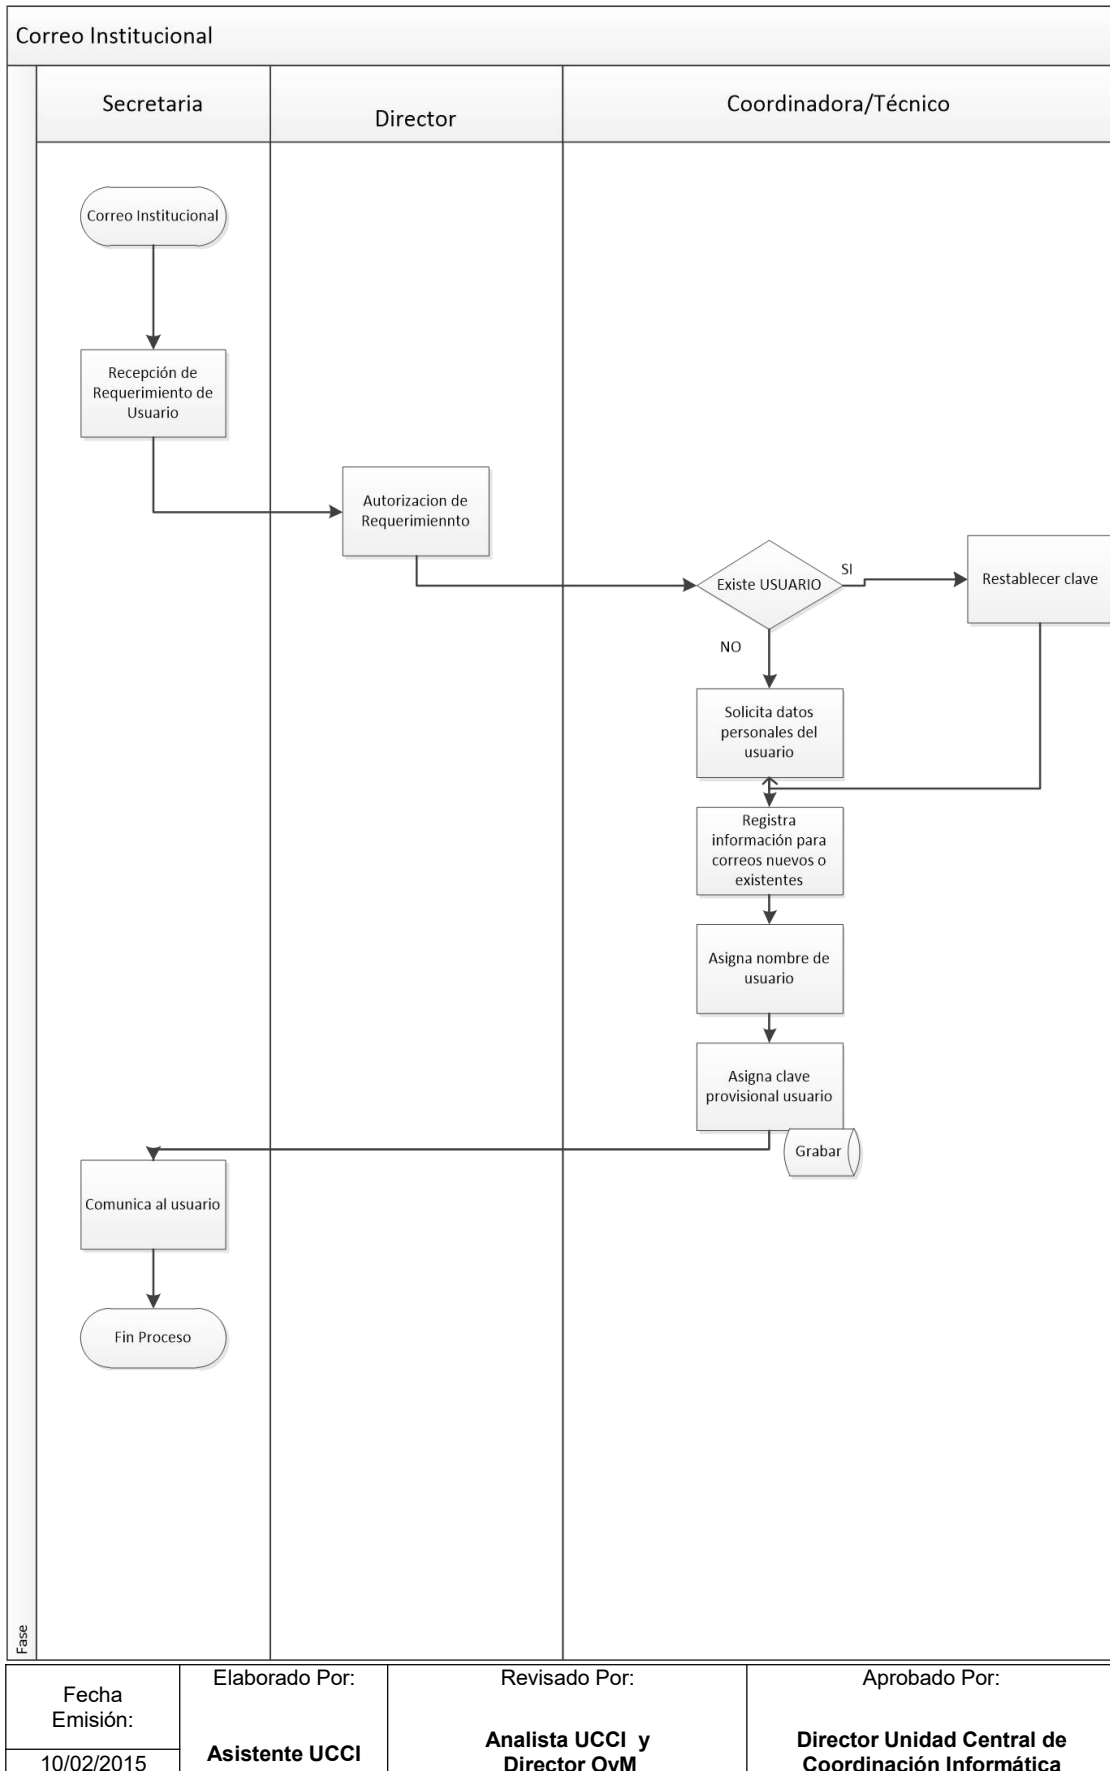 Correo Institucional
Secretaria
Director
Coordinadora/Técnico
Correo Institucional
Recepción de
Requerimiento de
Usuario
Autorizacion de
Requerimiennto
Existe USUARIO
SI
Restablecer clave
NO
Solicita datos
personales del
usuario
Registra
información para
correos nuevos o
existentes
Asigna nombre de
usuario
Asigna clave
provisional usuario
Grabar
Comunica al usuario
Fin Proceso
Fase
Fecha
Emisión:
10/02/2015
Elaborado Por:
Asistente UCCI
Revisado Por:
Analista UCCI y
Director OyM
Aprobado Por:
Director Unidad Central de
Coordinación Informática